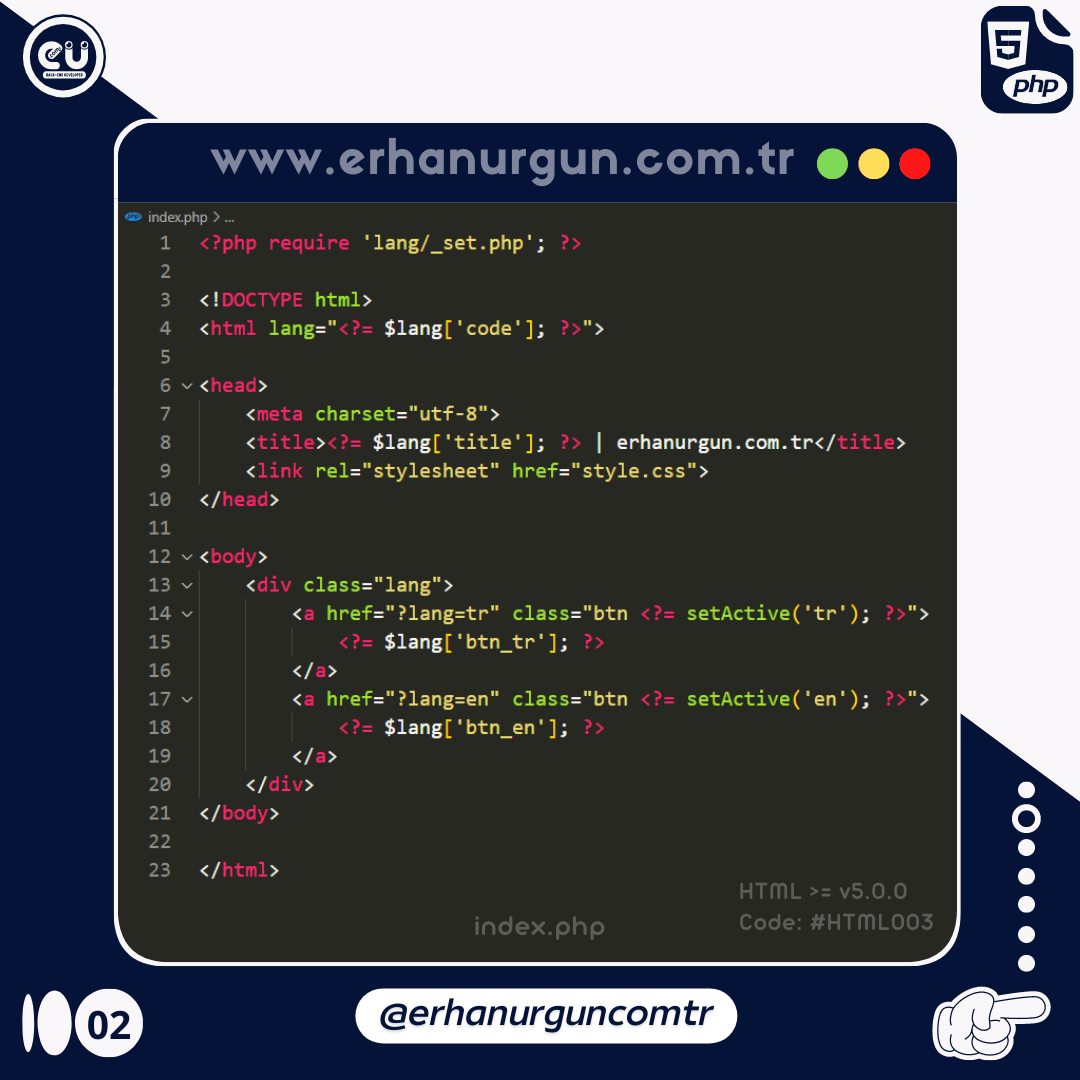 EÜ
BACK-END DEVELOPER
5
php
www.erhanurgun.com.tr
php index.php > ...
1 <?php require 'lang/_set.php'; ?>
2
3 <!DOCTYPE html>
4 <html lang="<?= $lang['code']; ?>">
5
6 <head>
7     <meta charset="utf-8">
8     <title><?= $lang['title']; ?> | erhanurgun.com.tr</title>
9     <link rel="stylesheet" href="style.css">
10 </head>
11
12 <body>
13     <div class="lang">
14         <a href="?lang=tr" class="btn <?= setActive('tr'); ?>">
15             <?= $lang['btn_tr']; ?>
16         </a>
17         <a href="?lang=en" class="btn <?= setActive('en'); ?>">
18             <?= $lang['btn_en']; ?>
19         </a>
20     </div>
21 </body>
22
23 </html>
HTML >= v5.0.0
Code: #HTML003
index.php
02
@erhanurguncomtr